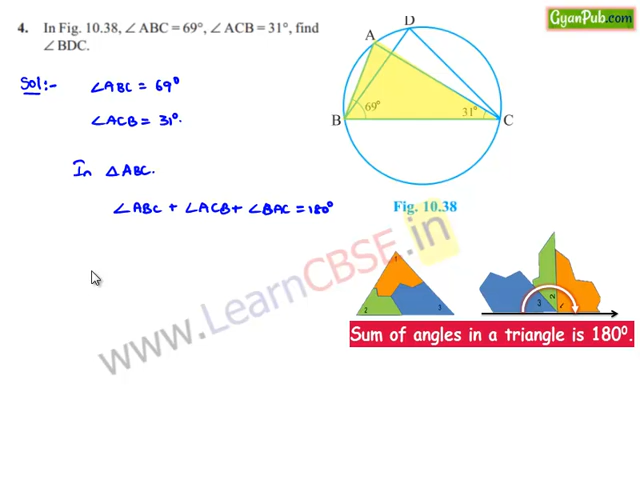 GyanPub.com
4. In Fig. 10.38, ∠ ABC = 69°, ∠ ACB = 31°, find
∠ BDC.
Sol:-
∠ABC = 69°
∠ACB = 31°.
In △ABC.
∠ABC + ∠ACB + ∠BAC = 180°
D
A
B
69°
31°
C
Fig. 10.38
1
2
3
3
2
1
Sum of angles in a triangle is 180°.
www.LearnCBSE.in